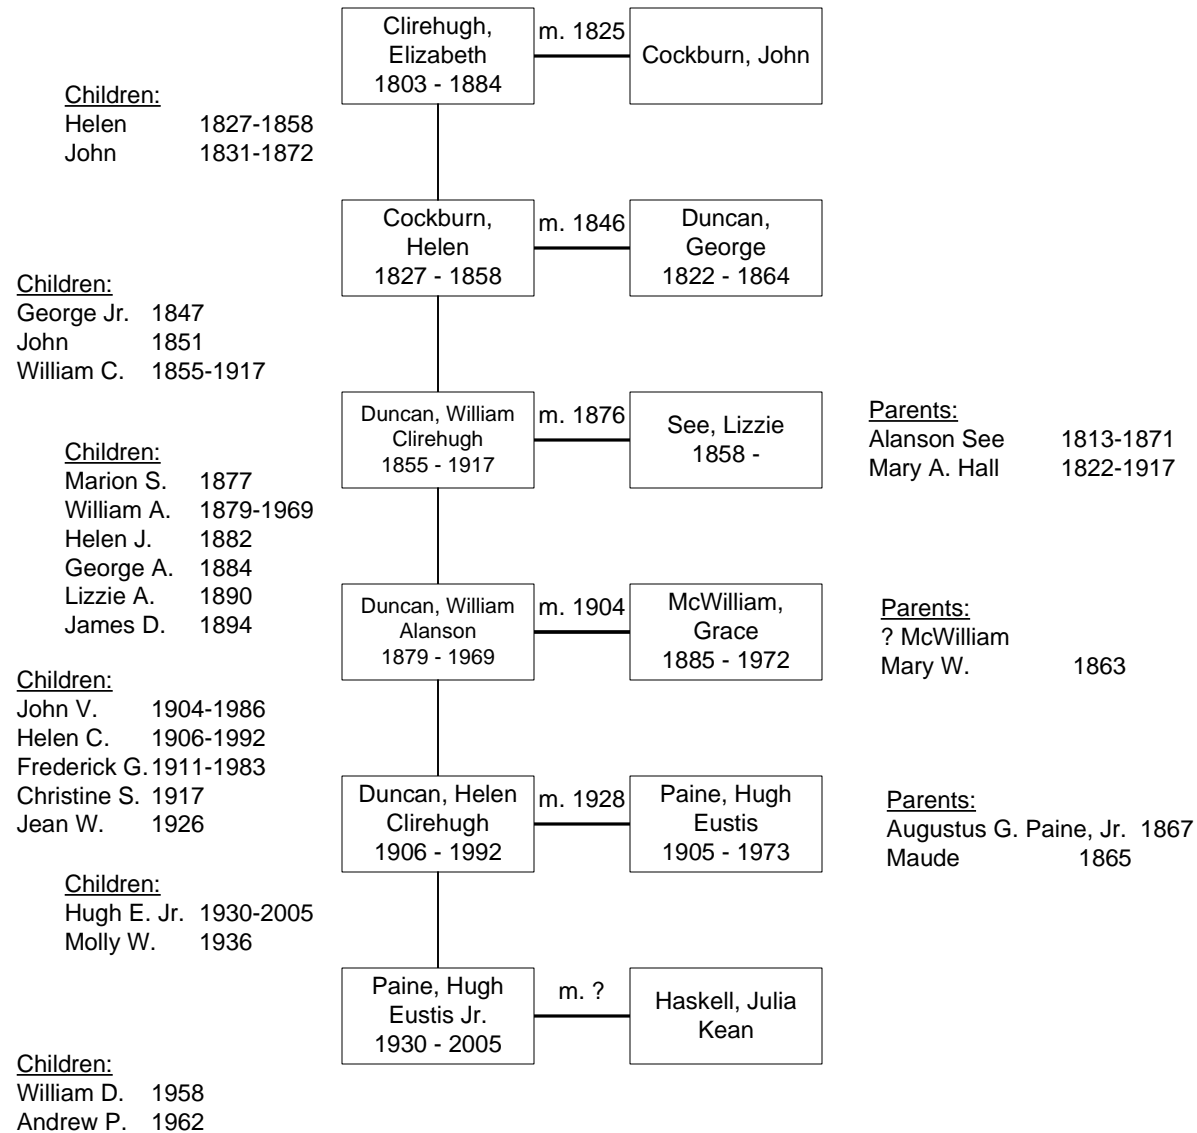 Clirehugh,
Elizabeth
1803 - 1884
m. 1825
Cockburn, John
Children:
Helen 1827-1858
John 1831-1872
Cockburn,
Helen
1827 - 1858
m. 1846
Duncan,
George
1822 - 1864
Children:
George Jr. 1847
John 1851
William C. 1855-1917
Duncan, William
Clirehugh
1855 - 1917
m. 1876
See, Lizzie
1858 -
Parents:
Alanson See 1813-1871
Mary A. Hall 1822-1917
Children:
Marion S. 1877
William A. 1879-1969
Helen J. 1882
George A. 1884
Lizzie A. 1890
James D. 1894
Duncan, William
Alanson
1879 - 1969
m. 1904
McWilliam,
Grace
1885 - 1972
Parents:
? McWilliam
Mary W. 1863
Children:
John V. 1904-1986
Helen C. 1906-1992
Frederick G. 1911-1983
Christine S. 1917
Jean W. 1926
Duncan, Helen
Clirehugh
1906 - 1992
m. 1928
Paine, Hugh
Eustis
1905 - 1973
Parents:
Augustus G. Paine, Jr. 1867
Maude 1865
Children:
Hugh E. Jr. 1930-2005
Molly W. 1936
Paine, Hugh
Eustis Jr.
1930 - 2005
m. ?
Haskell, Julia
Kean
Children:
William D. 1958
Andrew P. 1962